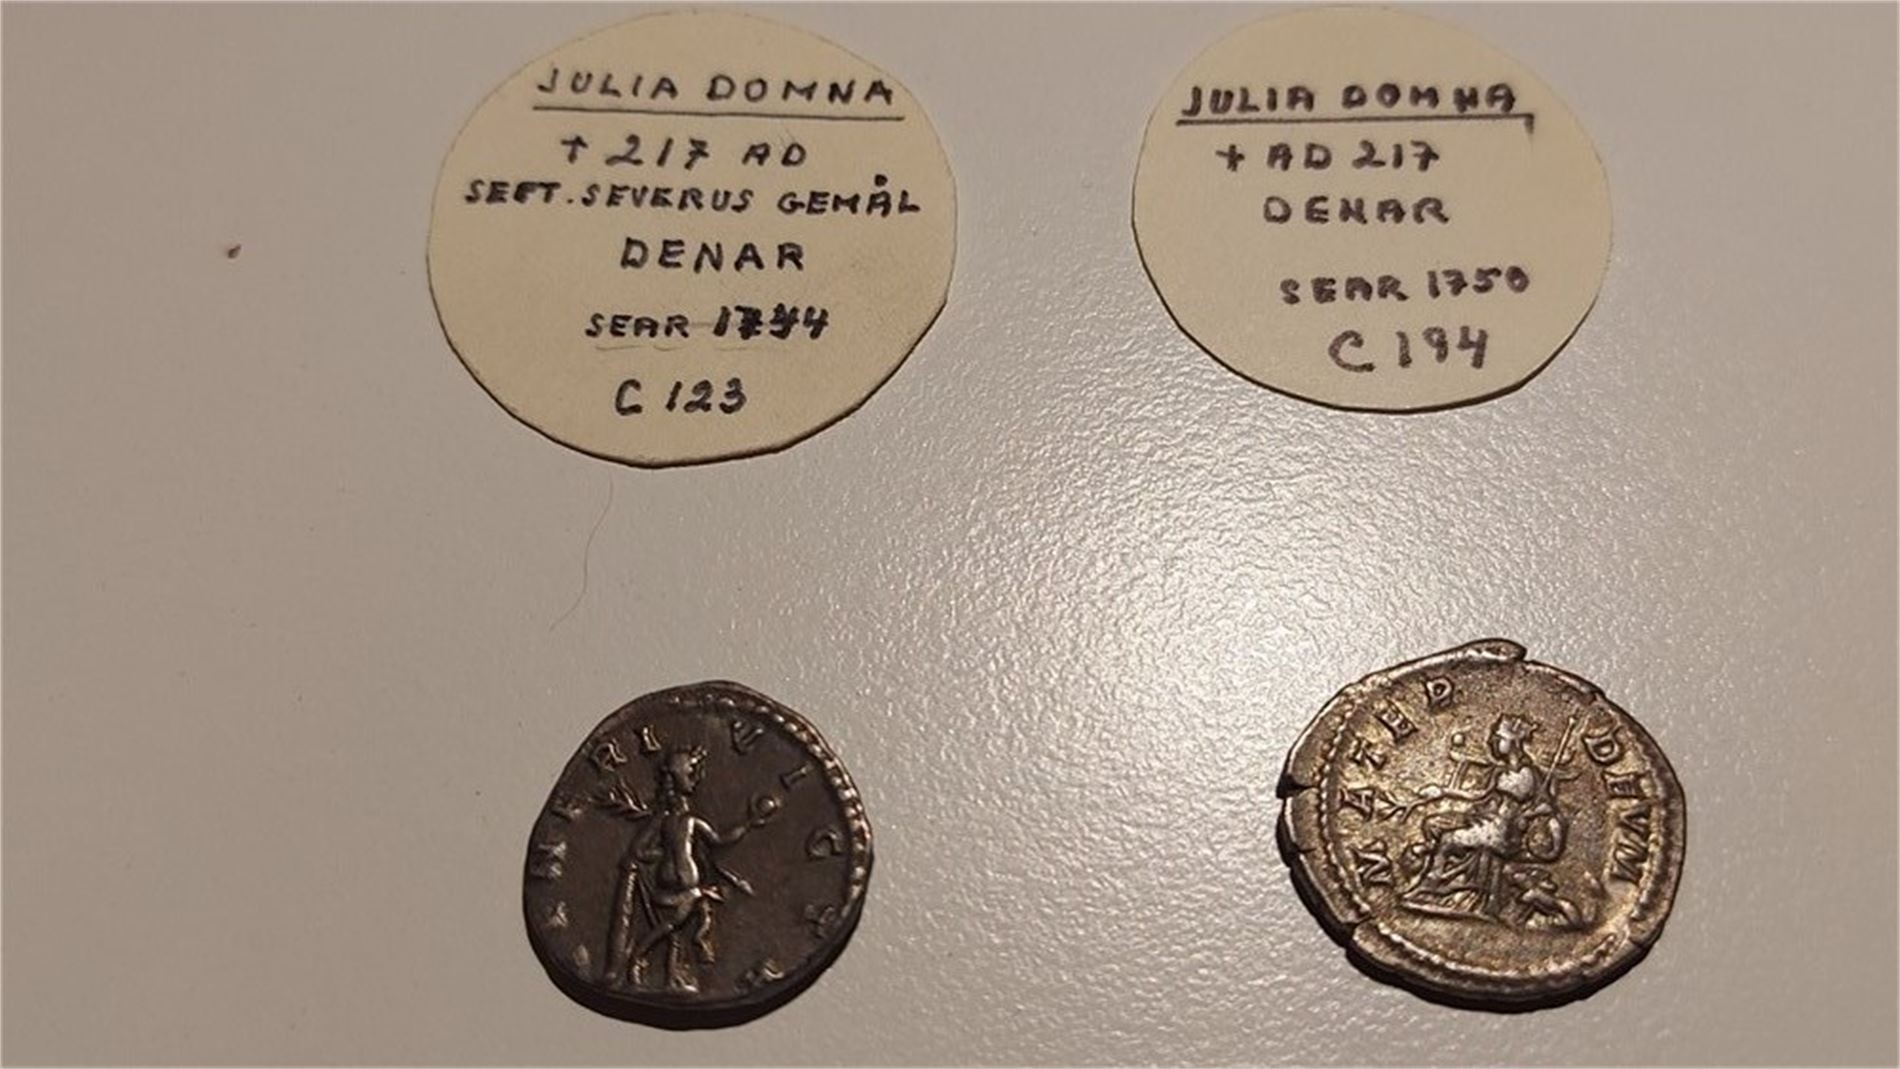 JULIA DOMNA
† 217 AD
SEPT. SEVERUS GEMÅL
DENAR
SEAR 1744
C 123
JULIA DOMNA
+ AD 217
DENAR
SEAR 1750
C 194
VENERI VICTR
MATER DEVM